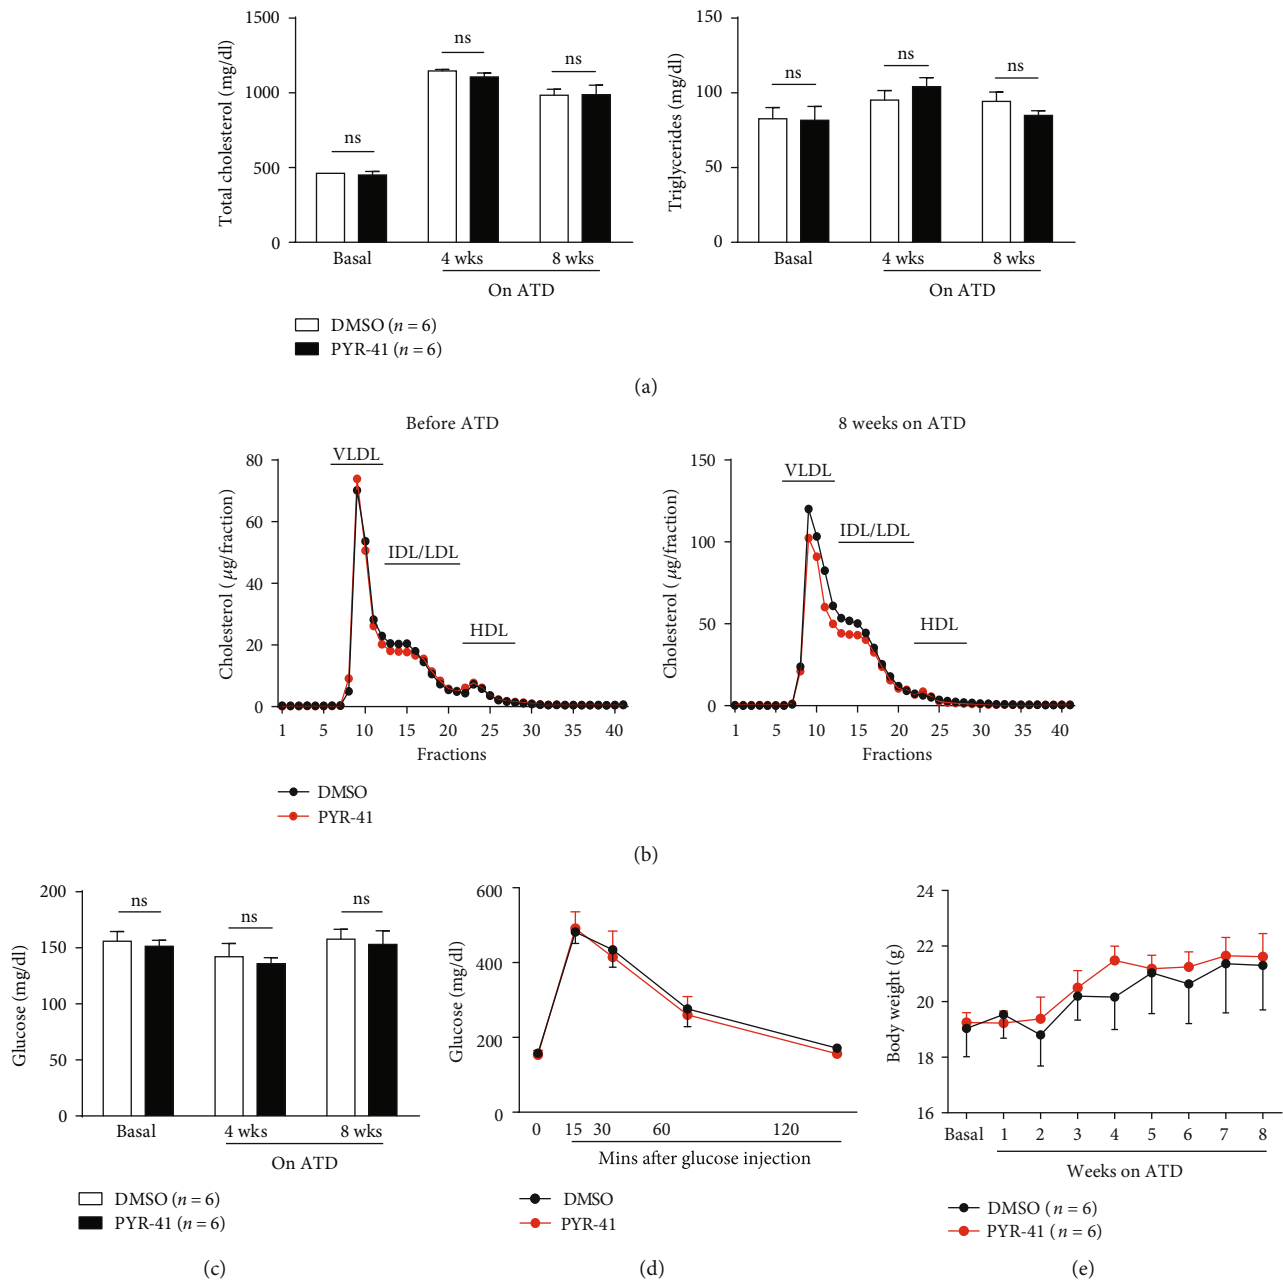 1500
1000
500
0
Total cholesterol (mg/dl)
ns
ns
ns
Basal
4 wks
8 wks
On ATD
150
100
50
0
Triglycerides (mg/dl)
ns
ns
ns
Basal
4 wks
8 wks
On ATD
DMSO (n = 6)
PYR-41 (n = 6)
(a)
Before ATD
80
60
40
20
0
Cholesterol (μg/fraction)
VLDL
IDL/LDL
HDL
1 5 10 15 20 25 30 35 40
Fractions
8 weeks on ATD
150
100
50
0
Cholesterol (μg/fraction)
VLDL
IDL/LDL
HDL
1 5 10 15 20 25 30 35 40
Fractions
DMSO
PYR-41
(b)
200
150
100
50
0
Glucose (mg/dl)
ns
ns
ns
Basal
4 wks
8 wks
On ATD
DMSO (n = 6)
PYR-41 (n = 6)
(c)
600
400
200
0
Glucose (mg/dl)
0 15 30 60 120
Mins after glucose injection
DMSO
PYR-41
(d)
24
22
20
18
16
Body weight (g)
Basal 1 2 3 4 5 6 7 8
Weeks on ATD
DMSO (n = 6)
PYR-41 (n = 6)
(e)